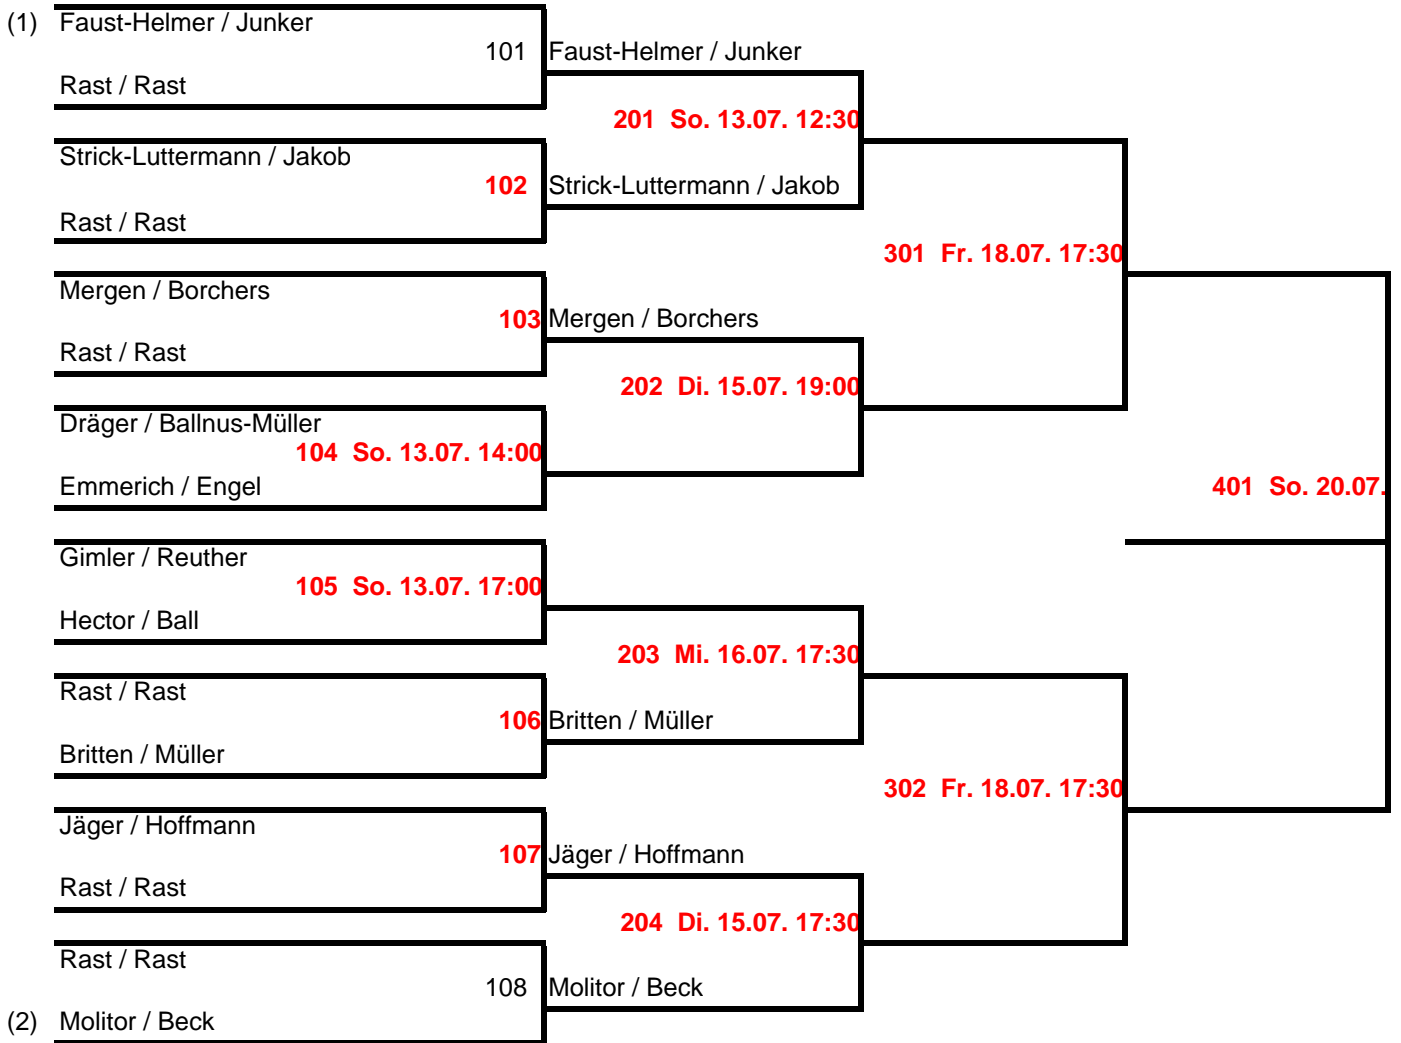 (1) Faust-Helmer / Junker
101 Faust-Helmer / Junker
Rast / Rast
201 So. 13.07. 12:30
Strick-Luttermann / Jakob
102 Strick-Luttermann / Jakob
Rast / Rast
301 Fr. 18.07. 17:30
Mergen / Borchers
103 Mergen / Borchers
Rast / Rast
202 Di. 15.07. 19:00
Dräger / Ballnus-Müller
104 So. 13.07. 14:00
Emmerich / Engel
401 So. 20.07.
Gimler / Reuther
105 So. 13.07. 17:00
Hector / Ball
203 Mi. 16.07. 17:30
Rast / Rast
106 Britten / Müller
Britten / Müller
302 Fr. 18.07. 17:30
Jäger / Hoffmann
107 Jäger / Hoffmann
Rast / Rast
204 Di. 15.07. 17:30
Rast / Rast
108 Molitor / Beck
(2) Molitor / Beck